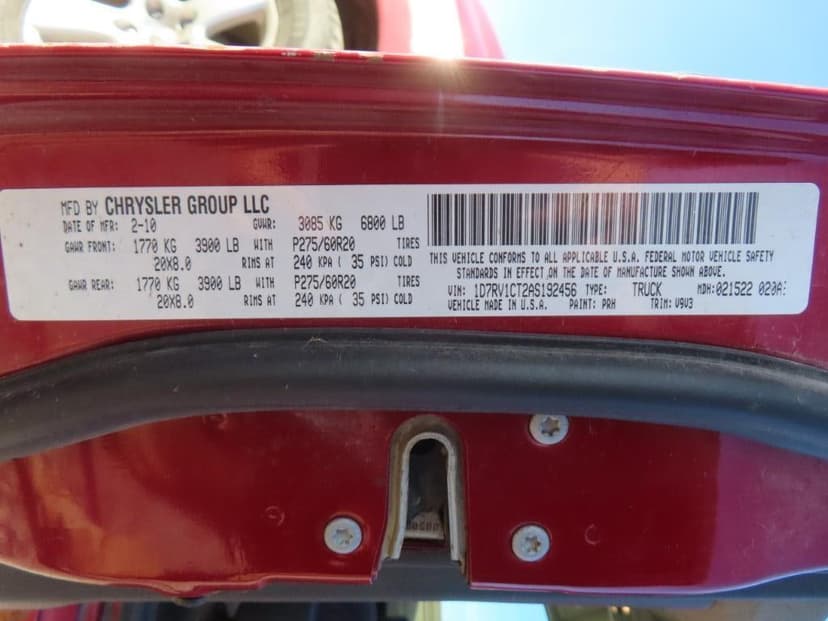 MFD BY CHRYSLER GROUP LLC
DATE OF MFR: 2-10 GVWR: 3085 KG 6800 LB
GAWR FRONT: 1770 KG 3900 LB WITH P275/60R20 TIRES
20X8.0 RIMS AT 240 KPA ( 35 PSI) COLD
GAWR REAR: 1770 KG 3900 LB WITH P275/60R20 TIRES
20X8.0 RIMS AT 240 KPA ( 35 PSI) COLD
THIS VEHICLE CONFORMS TO ALL APPLICABLE U.S.A. FEDERAL MOTOR VEHICLE SAFETY
STANDARDS IN EFFECT ON THE DATE OF MANUFACTURE SHOWN ABOVE.
VIN: 1D7RV1CT2AS192456 TYPE: TRUCK MDH: 021522 020A
VEHICLE MADE IN U.S.A. PAINT: PRH TRIM: V9V3